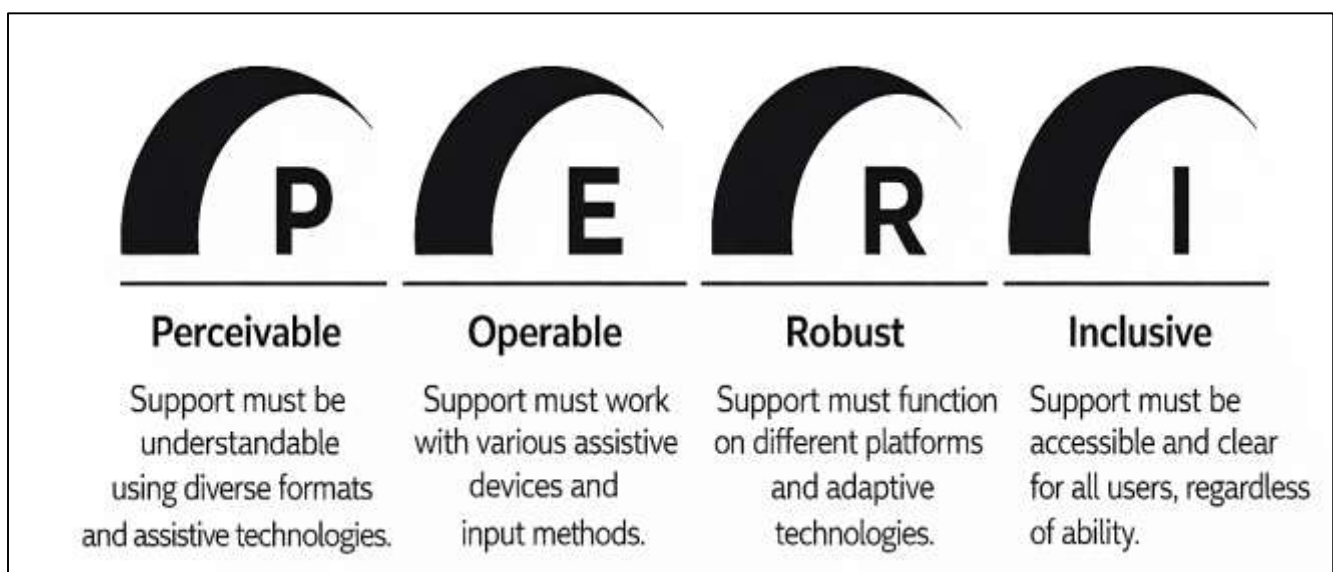 P
Perceivable
Support must be
understandable
using diverse formats
and assistive technologies.
E
Operable
Support must work
with various assistive
devices and
input methods.
R
Robust
Support must function
on different platforms
and adaptive
technologies.
I
Inclusive
Support must be
accessible and clear
for all users, regardless
of ability.